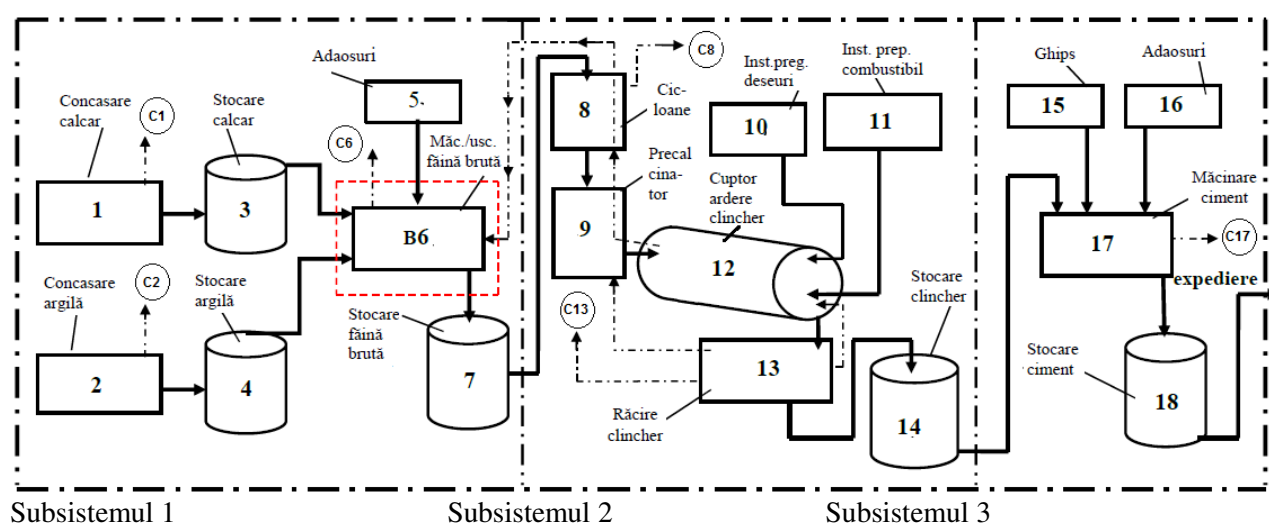 Adaosuri
5.
Concasare
calcar
C1
Stocare
calcar
C6
Măc./usc.
făină brută
1
3
B6
Concasare
argilă
C2
Stocare
argilă
Stocare
făină
brută
2
4
7
C8
8
Cic-
loane
Inst.preg.
deseuri
10
Inst. prep.
combustibil
11
Precal
cina-
tor
9
Cuptor
ardere
clincher
12
C13
13
Răcire
clincher
Stocare
clincher
14
Ghips
15
Adaosuri
16
Măcinare
ciment
17
C17
expediere
Stocare
ciment
18
Subsistemul 1
Subsistemul 2
Subsistemul 3